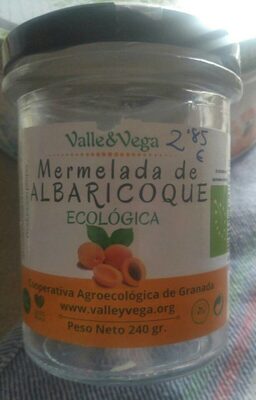 Valle&Vega
2'85 €
Mermelada de
ALBARICOQUE
ECOLÓGICA
Cooperativa Agroecológica de Granada
www.valleyvega.org
Peso Neto 240 gr.